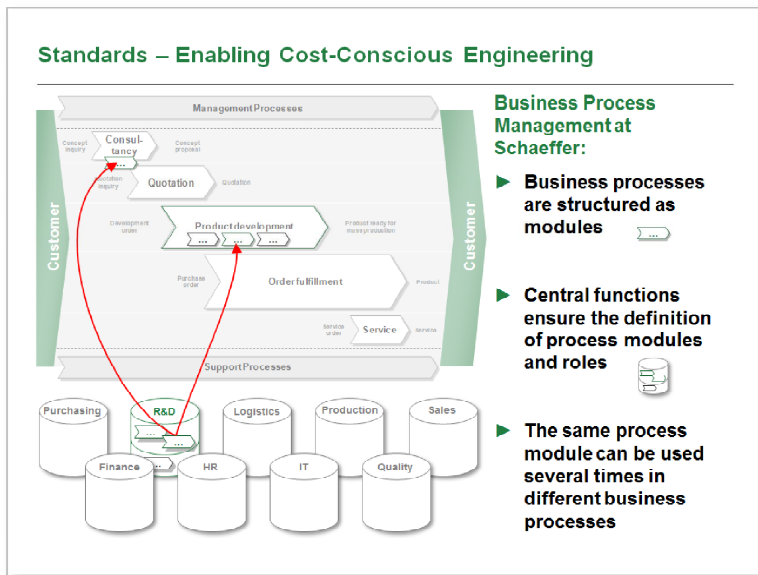 Standards – Enabling Cost-Conscious Engineering
Management Processes
Customer
Concept
inquiry
Consul-
tancy
...
Concept
proposal
Quotation
inquiry
Quotation
Quotation
Development
order
Product development
... ... ...
Product ready for
mass production
Purchase
order
Order fulfillment
Product
Service
order
Service
Service
Customer
Support Processes
Purchasing
R&D
Logistics
Production
Sales
...
...
...
Finance
HR
IT
Quality
Business Process
Management at
Schaeffer:
► Business processes
are structured as
modules
...
► Central functions
ensure the definition
of process modules
and roles
► The same process
module can be used
several times in
different business
processes